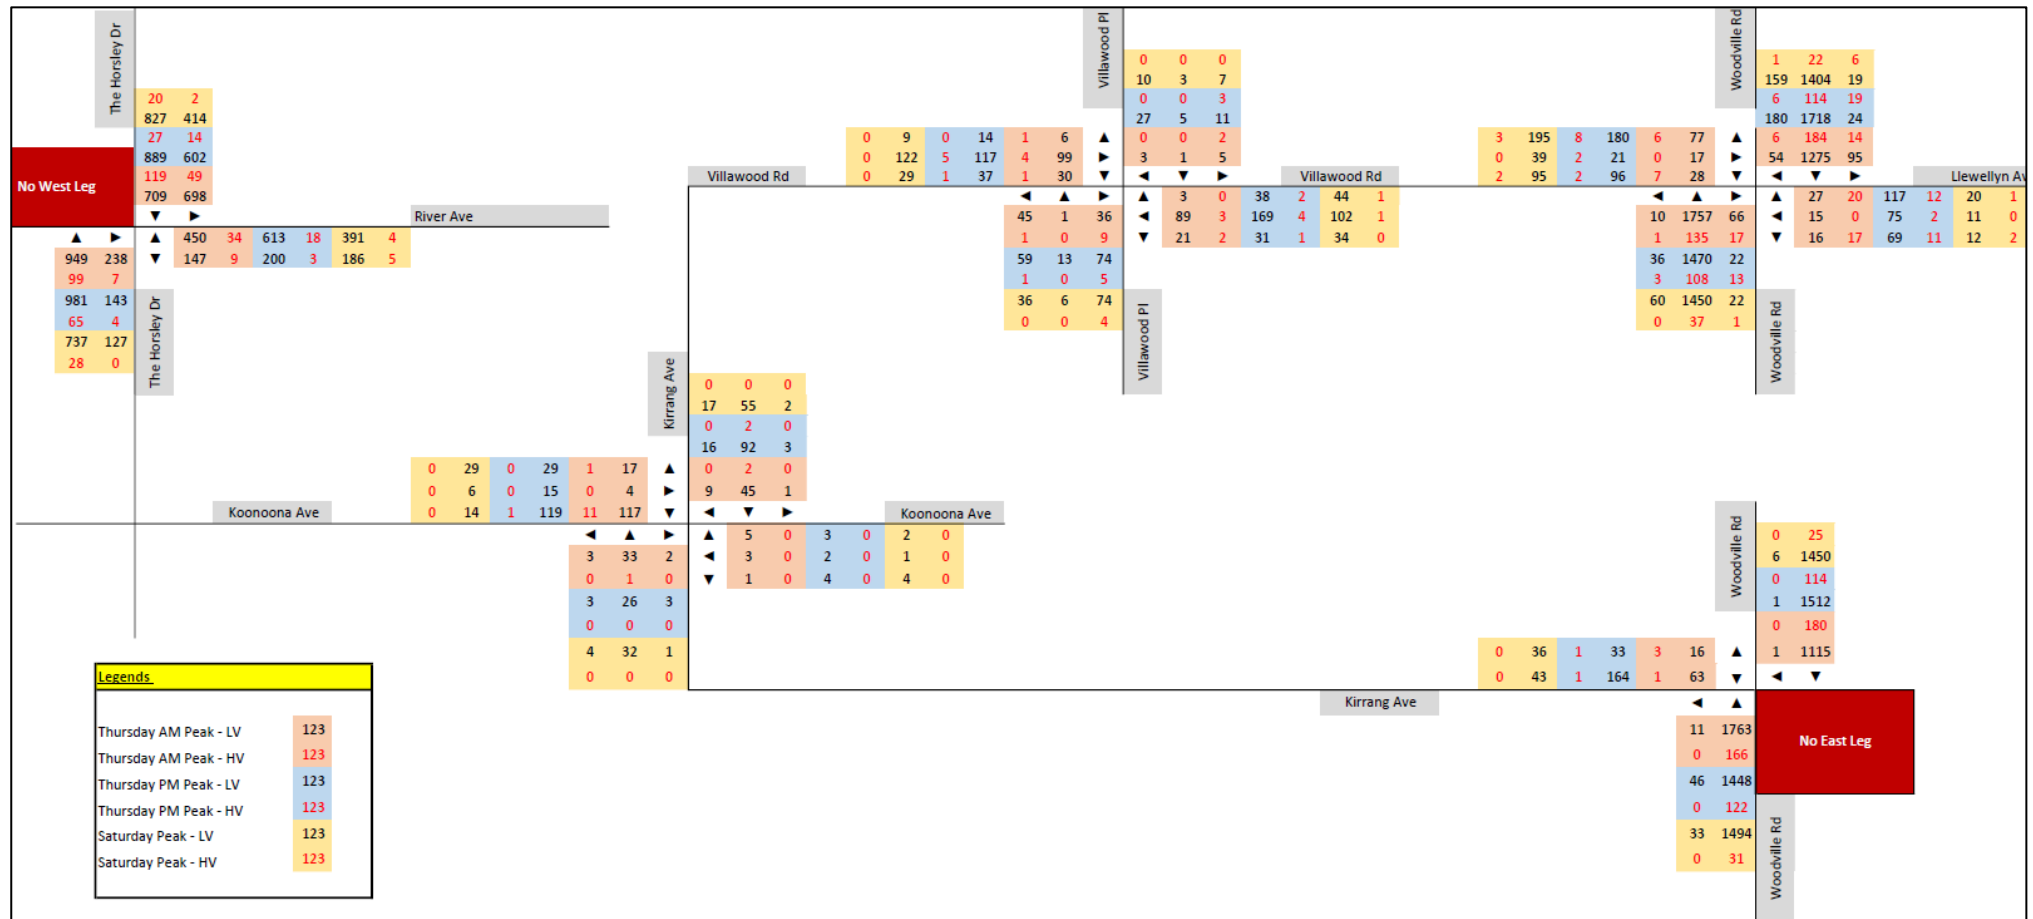 The Horsley Dr
Villawood Pl
Woodville Rd
0 0 0
10 3 7
0 0 3
27 5 11
0 0 2
3 1 5
◄ ▼ ►
1 22 6
159 1404 19
6 114 19
180 1718 24
6 184 14
54 1275 95
◄ ▼ ►
20 2
827 414
27 14
889 602
119 49
709 698
▼ ►
0 9 0 14 1 6 ▲
0 122 5 117 4 99 ►
0 29 1 37 1 30 ▼
3 195 8 180 6 77 ▲
0 39 2 21 0 17 ►
2 95 2 96 7 28 ▼
No West Leg
Villawood Rd
Villawood Rd
Llewellyn Av
River Ave
▲ 450 34 613 18 391 4
▼ 147 9 200 3 186 5
▲ ►
949 238
99 7
981 143
65 4
737 127
28 0
The Horsley Dr
◄ ▲ ►
45 1 36
1 0 9
59 13 74
1 0 5
36 6 74
0 0 4
▲ 3 0 38 2 44 1
◄ 89 3 169 4 102 1
▼ 21 2 31 1 34 0
Villawood Pl
◄ ▲ ►
10 1757 66
1 135 17
36 1470 22
3 108 13
60 1450 22
0 37 1
▲ 27 20 117 12 20 1
◄ 15 0 75 2 11 0
▼ 16 17 69 11 12 2
Woodville Rd
Kirrang Ave
0 0 0
17 55 2
0 2 0
16 92 3
0 2 0
9 45 1
◄ ▼ ►
0 29 0 29 1 17 ▲
0 6 0 15 0 4 ►
0 14 1 119 11 117 ▼
Koonoona Ave
Koonoona Ave
◄ ▲ ►
3 33 2
0 1 0
3 26 3
0 0 0
4 32 1
0 0 0
▲ 5 0 3 0 2 0
◄ 3 0 2 0 1 0
▼ 1 0 4 0 4 0
Woodville Rd
0 25
6 1450
0 114
1 1512
0 180
1 1115
◄ ▼
0 36 1 33 3 16 ▲
0 43 1 164 1 63 ▼
Kirrang Ave
◄ ▲
11 1763
0 166
46 1448
0 122
33 1494
0 31
No East Leg
Woodville Rd
Legends
Thursday AM Peak - LV 123
Thursday AM Peak - HV 123
Thursday PM Peak - LV 123
Thursday PM Peak - HV 123
Saturday Peak - LV 123
Saturday Peak - HV 123